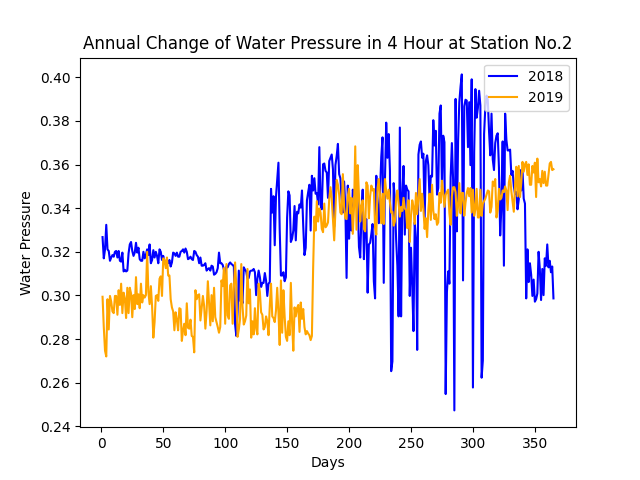 Annual Change of Water Pressure in 4 Hour at Station No.2
2018
2019
Water Pressure
0.40
0.38
0.36
0.34
0.32
0.30
0.28
0.26
0.24
0 50 100 150 200 250 300 350
Days